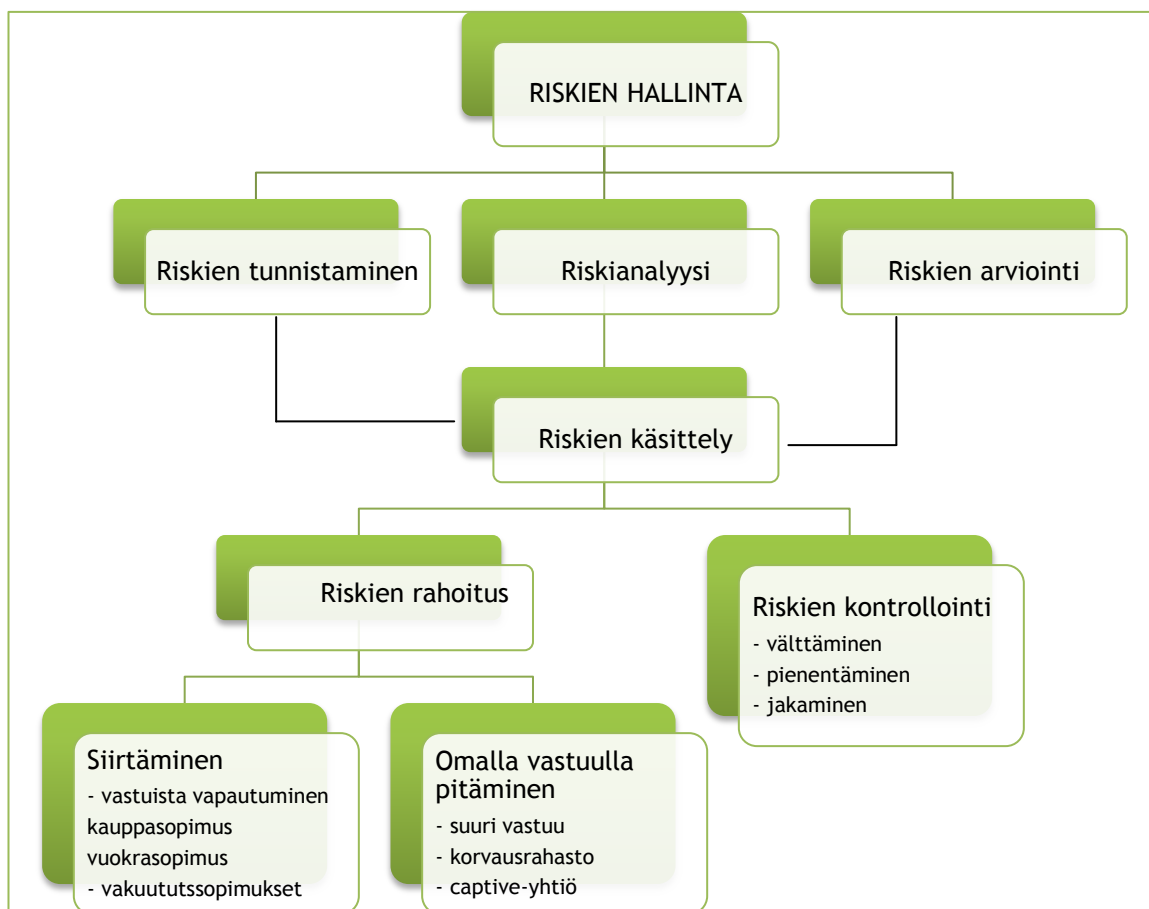 RISKIEN HALLINTA
Riskien tunnistaminen
Riskianalyysi
Riskien arviointi
Riskien käsittely
Riskien rahoitus
Riskien kontrollointi
- välttäminen
- pienentäminen
- jakaminen
Siirtäminen
- vastuista vapautuminen
kauppasopimus
vuokrasopimus
- vakuututssopimukset
Omalla vastuulla
pitäminen
- suuri vastuu
- korvausrahasto
- captive-yhtiö